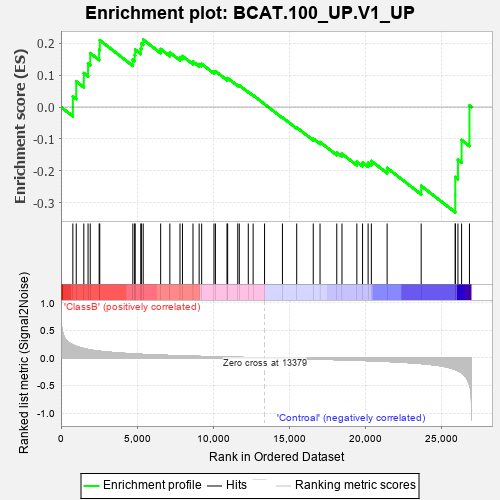 Enrichment plot: BCAT.100_UP.V1_UP
Enrichment score (ES)
0.2
0.1
0.0
-0.1
-0.2
-0.3
'ClassB' (positively correlated)
Ranked list metric (Signal2Noise)
1.0
0.5
0.0
-0.5
-1.0
Zero cross at 13379
'Controal' (negatively correlated)
0
5,000
10,000
15,000
20,000
25,000
Rank in Ordered Dataset
Enrichment profile
Hits
Ranking metric scores